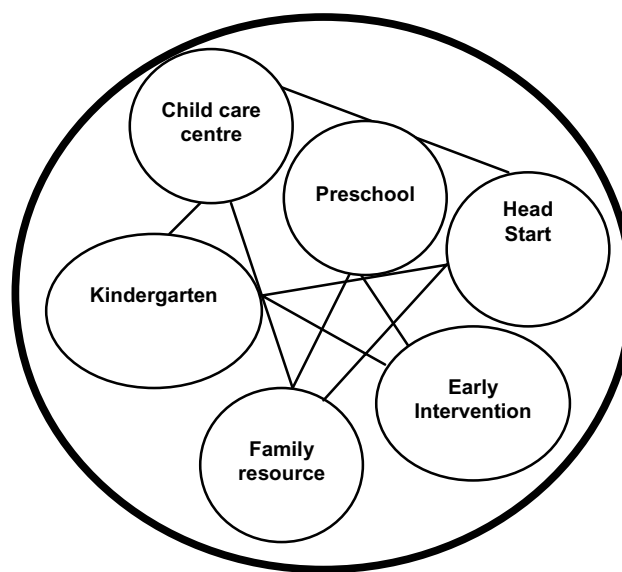 Child care
centre
Preschool
Head
Start
Kindergarten
Early
Intervention
Family
resource